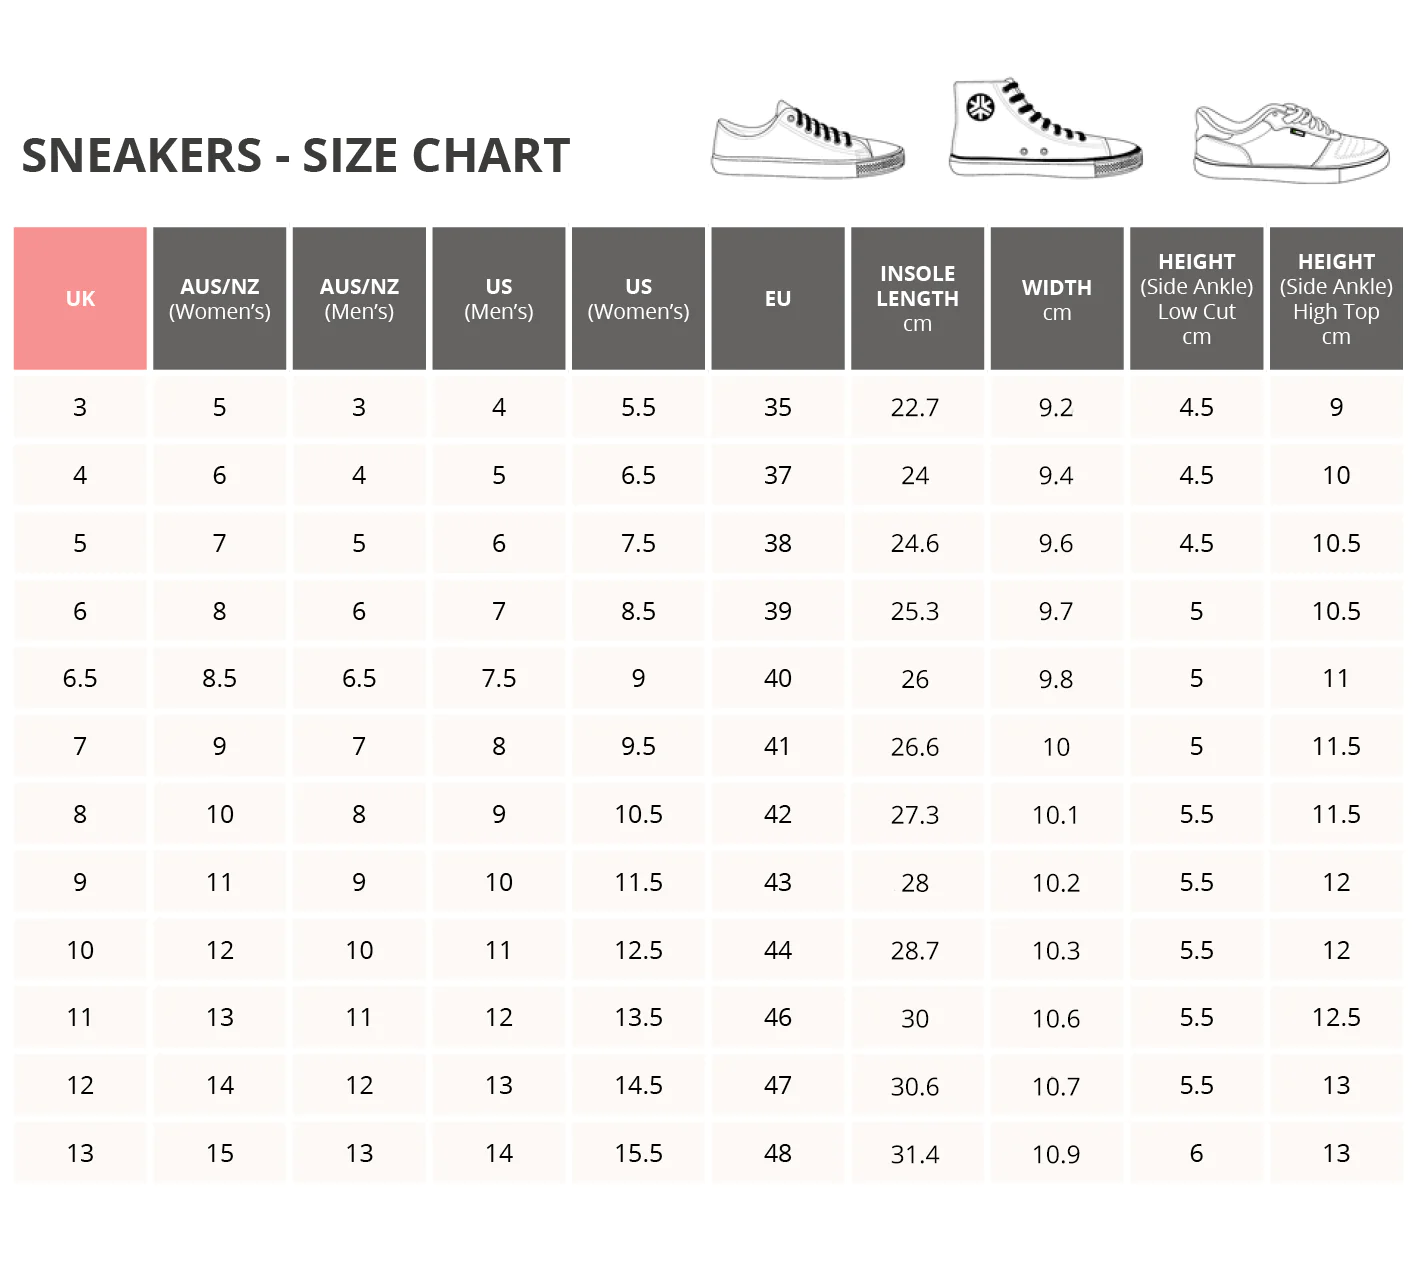 SNEAKERS - SIZE CHART
UK
AUS/NZ
(Women’s)
AUS/NZ
(Men’s)
US
(Men’s)
US
(Women’s)
EU
INSOLE
LENGTH
cm
WIDTH
cm
HEIGHT
(Side Ankle)
Low Cut
cm
HEIGHT
(Side Ankle)
High Top
cm
3 5 3 4 5.5 35 22.7 9.2 4.5 9
4 6 4 5 6.5 37 24 9.4 4.5 10
5 7 5 6 7.5 38 24.6 9.6 4.5 10.5
6 8 6 7 8.5 39 25.3 9.7 5 10.5
6.5 8.5 6.5 7.5 9 40 26 9.8 5 11
7 9 7 8 9.5 41 26.6 10 5 11.5
8 10 8 9 10.5 42 27.3 10.1 5.5 11.5
9 11 9 10 11.5 43 28 10.2 5.5 12
10 12 10 11 12.5 44 28.7 10.3 5.5 12
11 13 11 12 13.5 46 30 10.6 5.5 12.5
12 14 12 13 14.5 47 30.6 10.7 5.5 13
13 15 13 14 15.5 48 31.4 10.9 6 13